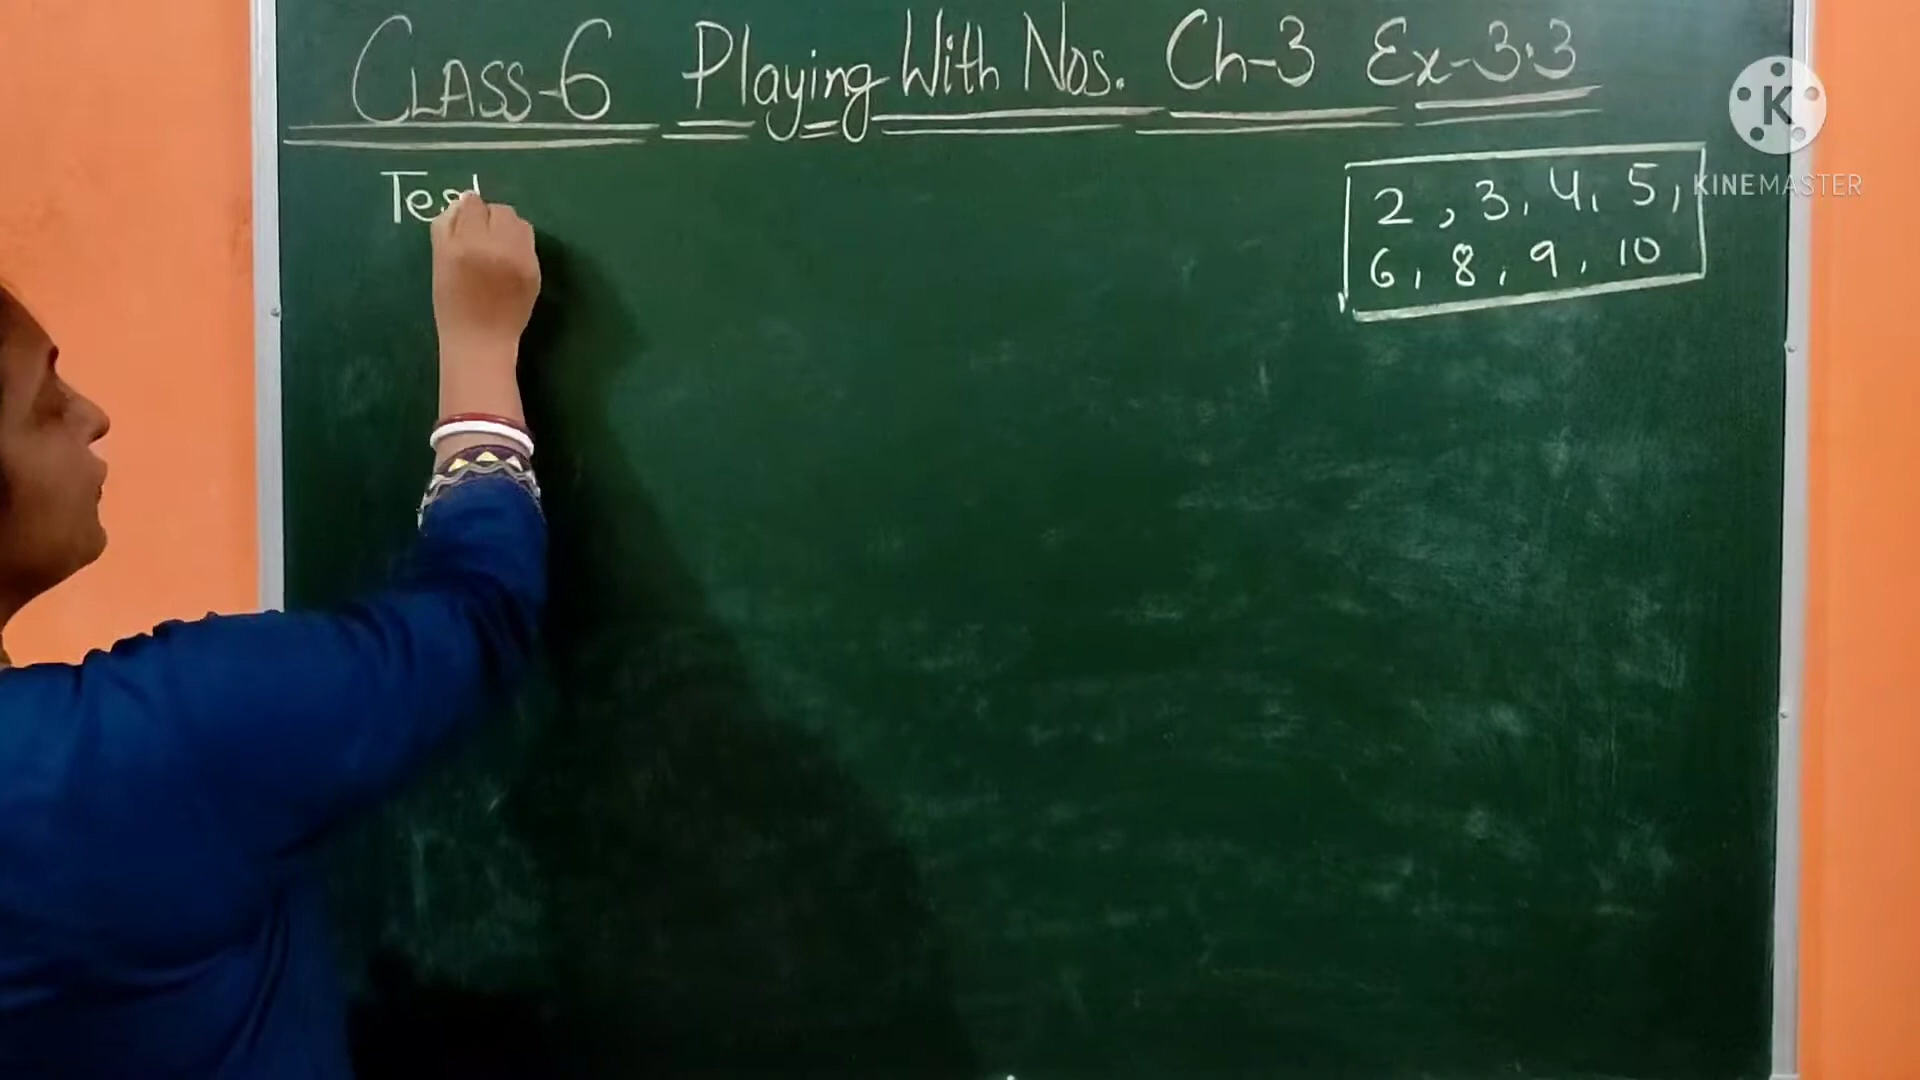 CLASS-6 Playing With Nos. Ch-3 Ex-3.3
Test
2, 3, 4, 5,
6, 8, 9, 10
K
KINEMASTER